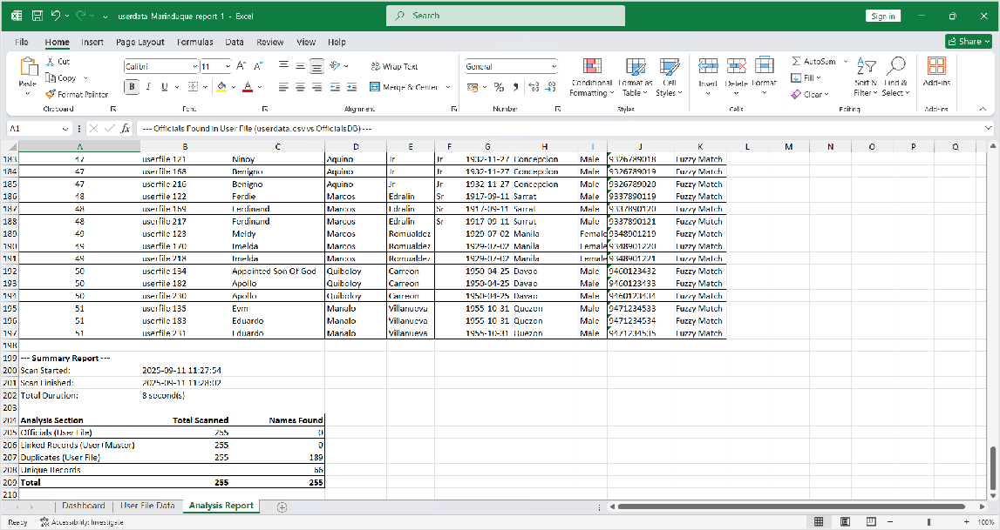 userdata Marinduque report 1 - Excel
Search
Sign in
File Home Insert Page Layout Formulas Data Review View Help
Share
Paste
Cut
Copy
Format Painter
Clipboard
Calibri 11
B I U
Font
Wrap Text
Merge & Center
Alignment
General
%
Number
Conditional Formatting
Format as Table
Cell Styles
Styles
Insert Delete Format
Cells
AutoSum
Fill
Clear
Sort & Filter
Find & Select
Editing
Add-ins
Add-ins
A1 fx --- Officials Found in User File (userdata.csv vs OfficialsDB) ---
A B C D E F G H I J K L M N O P Q
183 47 userfile 121 Ninoy Aquino Jr Jr 1932-11-27 Concepcion Male 9326789018 Fuzzy Match
184 47 userfile 168 Benigno Aquino Jr Jr 1932-11-27 Concepcion Male 9326789019 Fuzzy Match
185 47 userfile 216 Benigno Aquino Jr Jr 1932-11-27 Concepcion Male 9326789020 Fuzzy Match
186 48 userfile 122 Ferdie Marcos Edralin Sr 1917-09-11 Sarrat Male 9337890119 Fuzzy Match
187 48 userfile 169 Ferdinand Marcos Edralin Sr 1917-09-11 Sarrat Male 9337890120 Fuzzy Match
188 48 userfile 217 Ferdinand Marcos Edralin Sr 1917-09-11 Sarrat Male 9337890121 Fuzzy Match
189 49 userfile 123 Meldy Marcos Romualdez 1929-07-02 Manila Female 9348901219 Fuzzy Match
190 49 userfile 170 Imelda Marcos Romualdez 1929-07-02 Manila Female 9348901220 Fuzzy Match
191 49 userfile 218 Imelda Marcos Romualdez 1929-07-02 Manila Female 9348901221 Fuzzy Match
192 50 userfile 134 Appointed Son Of God Quiboloy Carreon 1950-04-25 Davao Male 9460123432 Fuzzy Match
193 50 userfile 182 Apollo Quiboloy Carreon 1950-04-25 Davao Male 9460123433 Fuzzy Match
194 50 userfile 230 Apollo Quiboloy Carreon 1950-04-25 Davao Male 9460123434 Fuzzy Match
195 51 userfile 135 Evm Manalo Villanueva 1955-10-31 Quezon Male 9471234533 Fuzzy Match
196 51 userfile 183 Eduardo Manalo Villanueva 1955-10-31 Quezon Male 9471234534 Fuzzy Match
197 51 userfile 231 Eduardo Manalo Villanueva 1955-10-31 Quezon Male 9471234535 Fuzzy Match
198
199 --- Summary Report ---
200 Scan Started: 2025-09-11 11:27:54
201 Scan Finished: 2025-09-11 11:28:02
202 Total Duration: 8 second(s)
203
204 Analysis Section Total Scanned Names Found
205 Officials (User File) 255 0
206 Linked Records (User+Master) 255 0
207 Duplicates (User File) 255 189
208 Unique Records 66
209 Total 255 255
210
Dashboard User File Data Analysis Report
Ready Accessibility: Investigate 100%